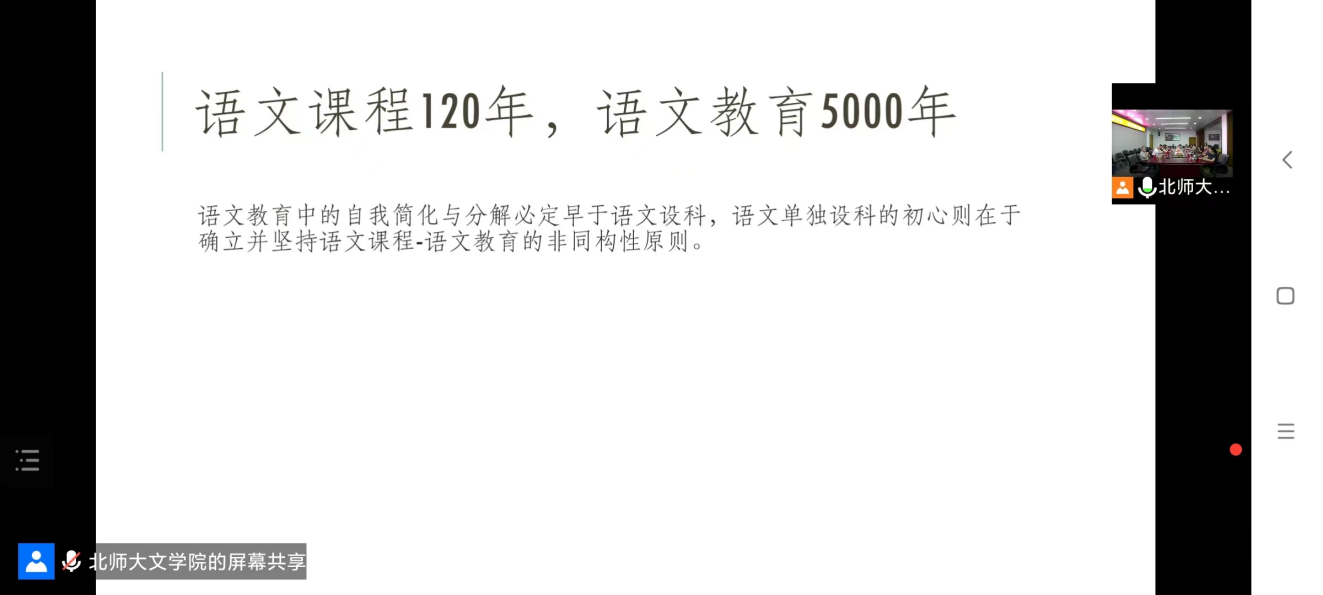 语文课程120年，语文教育5000年
语文教育中的自我简化与分解必定早于语文设科，语文单独设科的初心则在于
确立并坚持语文课程-语文教育的非同构性原则。
北师大...
北师大文学院的屏幕共享